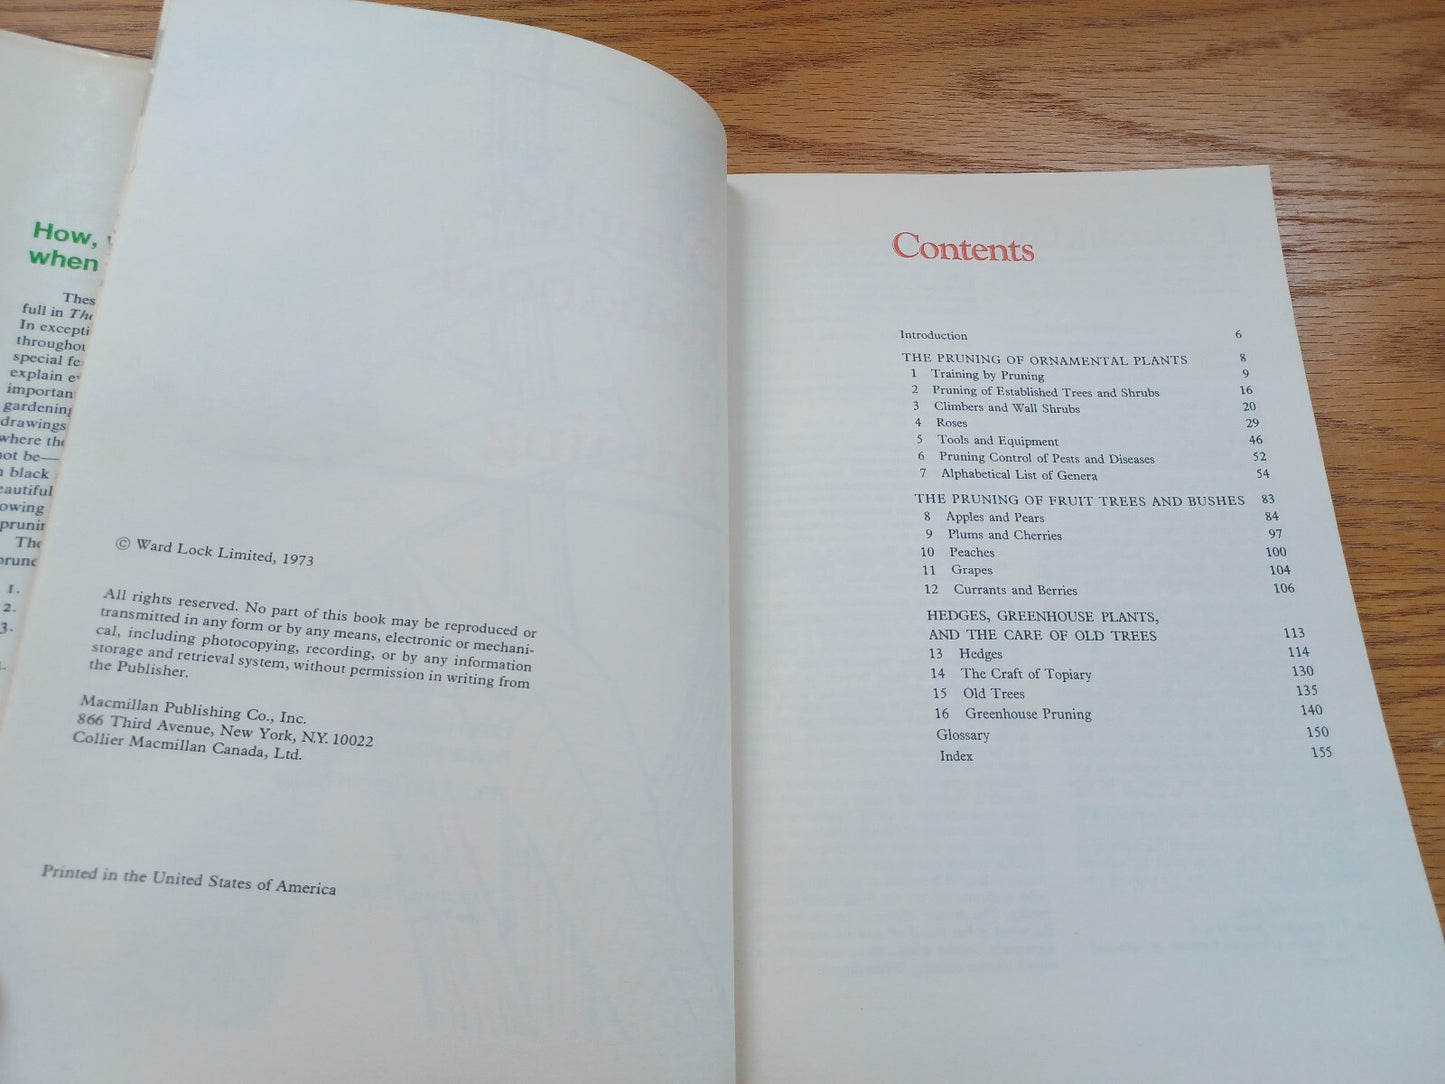 How,
when
Thes
full in The
In excepti
throughou
special fe
explain e
important
gardening
drawings
where the
not be—
n black
eautiful
owing
prunin
The
prune
1.
2.
3.
© Ward Lock Limited, 1973
All rights reserved. No part of this book may be reproduced or
transmitted in any form or by any means, electronic or mechani-
cal, including photocopying, recording, or by any information
storage and retrieval system, without permission in writing from
the Publisher.
Macmillan Publishing Co., Inc.
866 Third Avenue, New York, N.Y. 10022
Collier Macmillan Canada, Ltd.
Printed in the United States of America
Contents
Introduction 6
THE PRUNING OF ORNAMENTAL PLANTS 8
1 Training by Pruning 9
2 Pruning of Established Trees and Shrubs 16
3 Climbers and Wall Shrubs 20
4 Roses 29
5 Tools and Equipment 46
6 Pruning Control of Pests and Diseases 52
7 Alphabetical List of Genera 54
THE PRUNING OF FRUIT TREES AND BUSHES 83
8 Apples and Pears 84
9 Plums and Cherries 97
10 Peaches 100
11 Grapes 104
12 Currants and Berries 106
HEDGES, GREENHOUSE PLANTS,
AND THE CARE OF OLD TREES 113
13 Hedges 114
14 The Craft of Topiary 130
15 Old Trees 135
16 Greenhouse Pruning 140
Glossary 150
Index 155